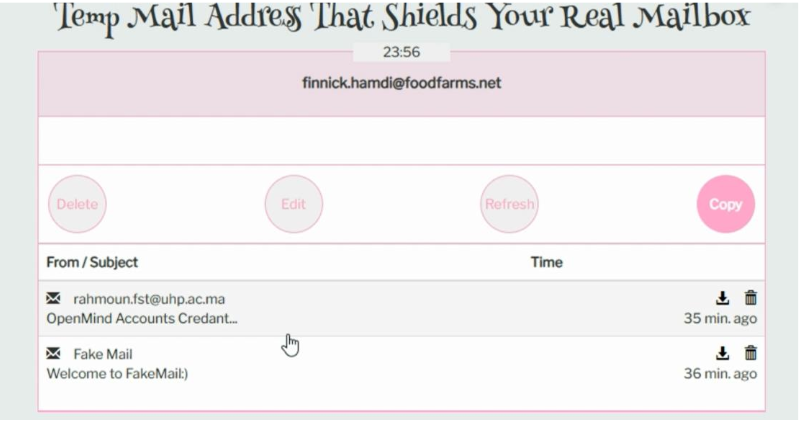 Temp Mail Address That Shields Your Real Mailbox
23:56
finnick.hamdi@foodfarms.net
Delete Edit Refresh Copy
From / Subject Time
rahmoun.fst@uhp.ac.ma
OpenMind Accounts Credant... 35 min. ago
Fake Mail
Welcome to FakeMail:) 36 min. ago